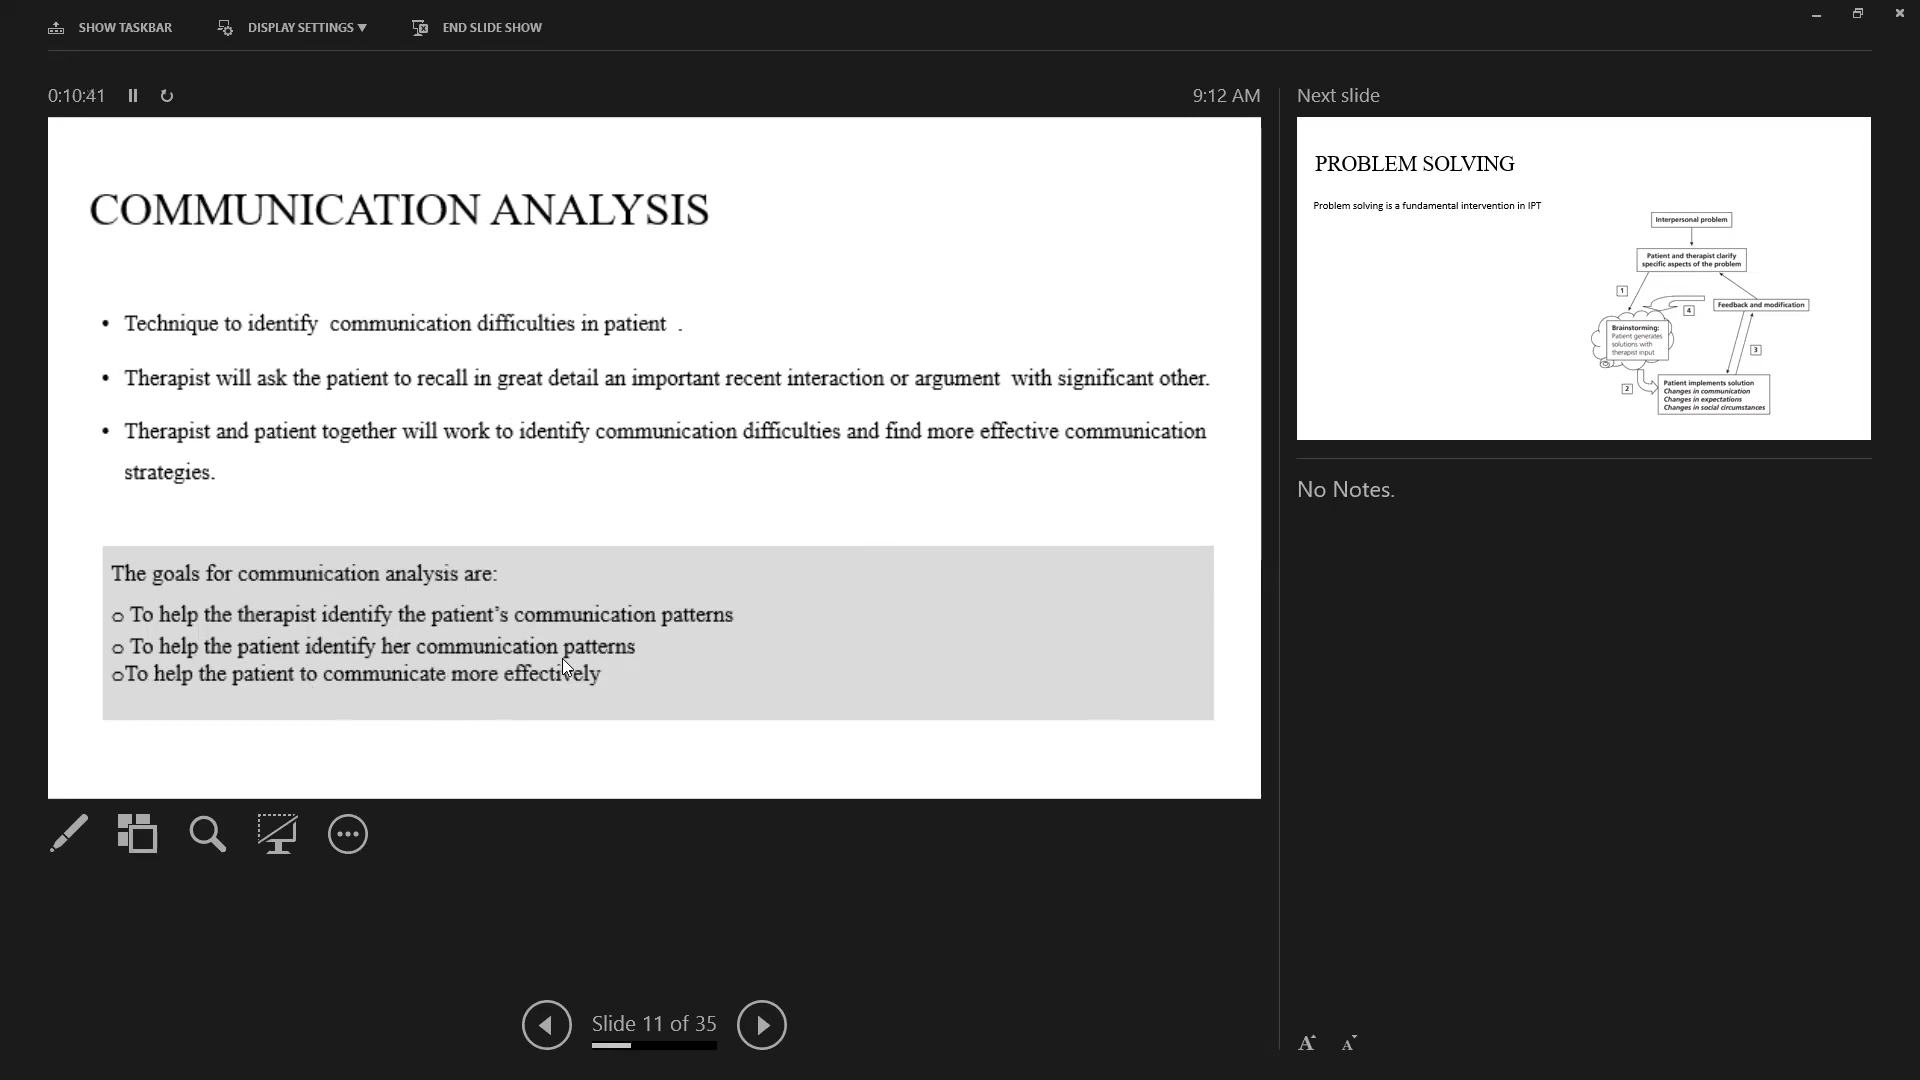 SHOW TASKBAR
DISPLAY SETTINGS
END SLIDE SHOW
0:10:41
9:12 AM
Next slide
COMMUNICATION ANALYSIS
• Technique to identify communication difficulties in patient .
• Therapist will ask the patient to recall in great detail an important recent interaction or argument with significant other.
• Therapist and patient together will work to identify communication difficulties and find more effective communication
strategies.
The goals for communication analysis are:
o To help the therapist identify the patient’s communication patterns
o To help the patient identify her communication patterns
oTo help the patient to communicate more effectively
PROBLEM SOLVING
Problem solving is a fundamental intervention in IPT
Interpersonal problem
Patient and therapist clarify
specific aspects of the problem
1
Feedback and modification
4
Brainstorming:
Patient generates
solutions with
therapist input
3
2
Patient implements solution
Changes in communication
Changes in expectations
Changes in social circumstances
No Notes.
Slide 11 of 35
A A